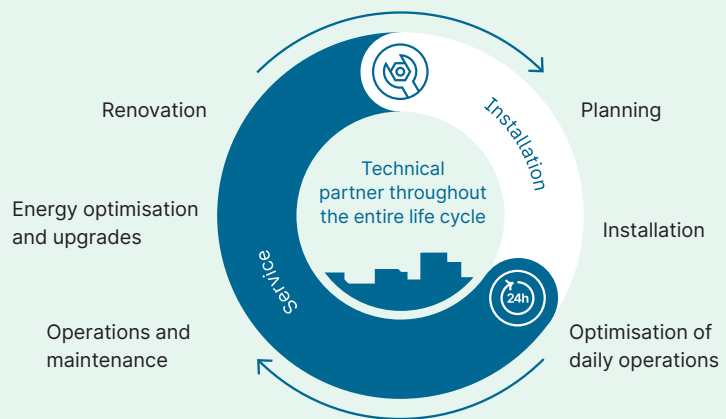 Renovation
Planning
Installation
Technical
partner throughout
the entire life cycle
Energy optimisation
and upgrades
Installation
Service
24h
Operations and
maintenance
Optimisation of
daily operations